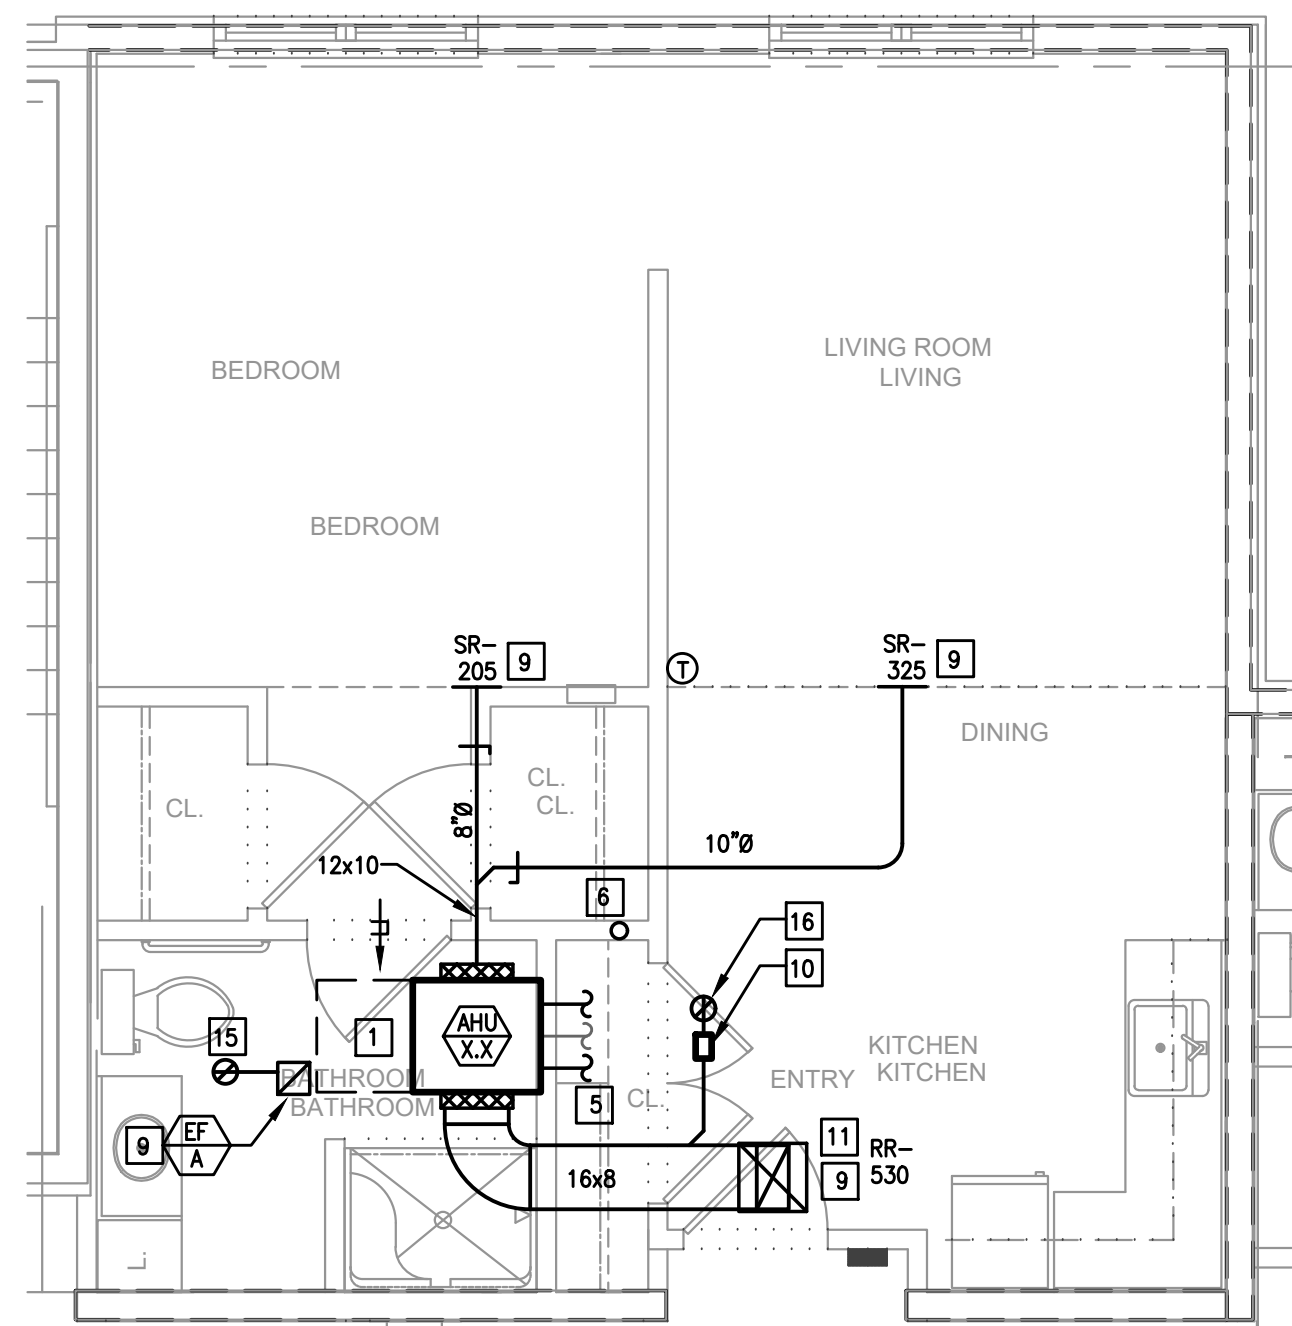 LIVING ROOM
LIVING
BEDROOM
BEDROOM
SR-
205
9
T
SR-
325
9
DINING
CL.
CL.
CL.
8"Ø
10"Ø
12x10
6
16
10
AHU
X.X
1
15
BATHROOM
BATHROOM
5
CL.
ENTRY
KITCHEN
KITCHEN
9
EF
A
16x8
11
9
RR-
530